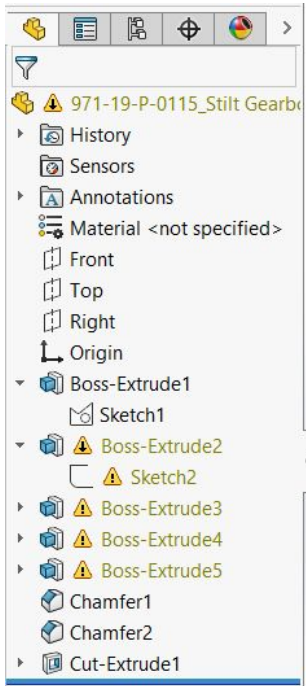 971-19-P-0115_Stilt Gearbo
History
Sensors
Annotations
Material <not specified>
Front
Top
Right
Origin
Boss-Extrude1
Sketch1
Boss-Extrude2
Sketch2
Boss-Extrude3
Boss-Extrude4
Boss-Extrude5
Chamfer1
Chamfer2
Cut-Extrude1